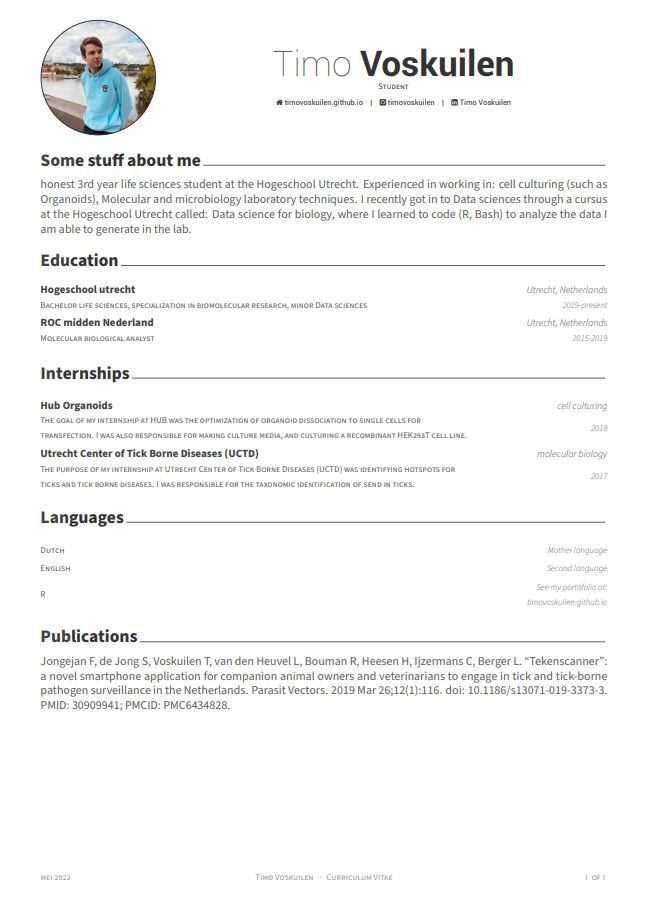 Timo Voskuilen
Student
timovoskuilen.github.io | timovoskuilen | Timo Voskuilen
Some stuff about me
honest 3rd year life sciences student at the Hogeschool Utrecht. Experienced in working in: cell culturing (such as
Organoids), Molecular and microbiology laboratory techniques. I recently got in to Data sciences through a cursus
at the Hogeschool Utrecht called: Data science for biology, where I learned to code (R, Bash) to analyze the data I
am able to generate in the lab.
Education
Hogeschool utrecht Utrecht, Netherlands
Bachelor life sciences, specialization in biomolecular research, minor Data sciences 2019-present
ROC midden Nederland Utrecht, Netherlands
Molecular biological analyst 2015-2019
Internships
Hub Organoids cell culturing
The goal of my internship at HUB was the optimization of organoid dissociation to single cells for
transfection. I was also responsible for making culture media, and culturing a recombinant HEK293T cell line.
2018
Utrecht Center of Tick Borne Diseases (UCTD) molecular biology
The purpose of my internship at Utrecht Center of Tick Borne Diseases (UCTD) was identifying hotspots for
ticks and tick borne diseases. I was responsible for the taxonomic identification of send in ticks.
2017
Languages
Dutch Mother language
English Second language
R See my portofolio at:
timovoskuilen.github.io
Publications
Jongejan F, de Jong S, Voskuilen T, van den Heuvel L, Bouman R, Heesen H, Ijzermans C, Berger L. “Tekenscanner”:
a novel smartphone application for companion animal owners and veterinarians to engage in tick and tick-borne
pathogen surveillance in the Netherlands. Parasit Vectors. 2019 Mar 26;12(1):116. doi: 10.1186/s13071-019-3373-3.
PMID: 30909941; PMCID: PMC6434828.
mei 2022 Timo Voskuilen · Curriculum Vitae 1 of 1